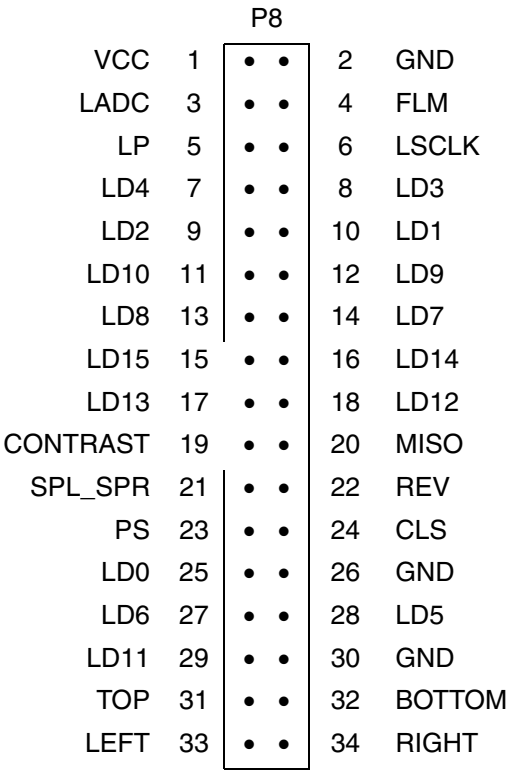 P8
VCC 1 2 GND
LADC 3 4 FLM
LP 5 6 LSCLK
LD4 7 8 LD3
LD2 9 10 LD1
LD10 11 12 LD9
LD8 13 14 LD7
LD15 15 16 LD14
LD13 17 18 LD12
CONTRAST 19 20 MISO
SPL_SPR 21 22 REV
PS 23 24 CLS
LD0 25 26 GND
LD6 27 28 LD5
LD11 29 30 GND
TOP 31 32 BOTTOM
LEFT 33 34 RIGHT